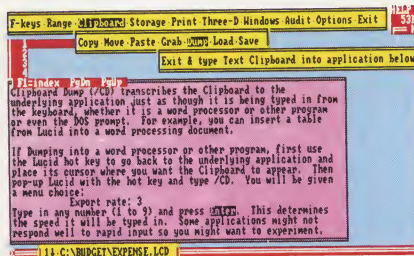 F-keys Range Clipboard Storage Print Three-D Windows Audit Options Exit
Copy Move Paste Grab Dump Load Save
Exit & type Text Clipboard into application below
F1=index PgDn PgUp
Clipboard Dump (/CD) transcribes the Clipboard to the
underlying application just as though it is being typed in from
the keyboard, whether it is a word processor or other program
or even the DOS prompt. For example, you can insert a table
from Lucid into a word processing document.
If Dumping into a word processor or other program, first use
the Lucid hot key to go back to the underlying application and
place its cursor where you want the Clipboard to appear. Then
pop-up Lucid with the hot key and type /CD. You will be given
a menu choice:
Export rate: 3
Type in any number (1 to 9) and press Enter. This determines
the speed it will be typed in. Some applications might not
respond well to rapid input so you might want to experiment.
C:\BUDGET\EXPENSE.LCD